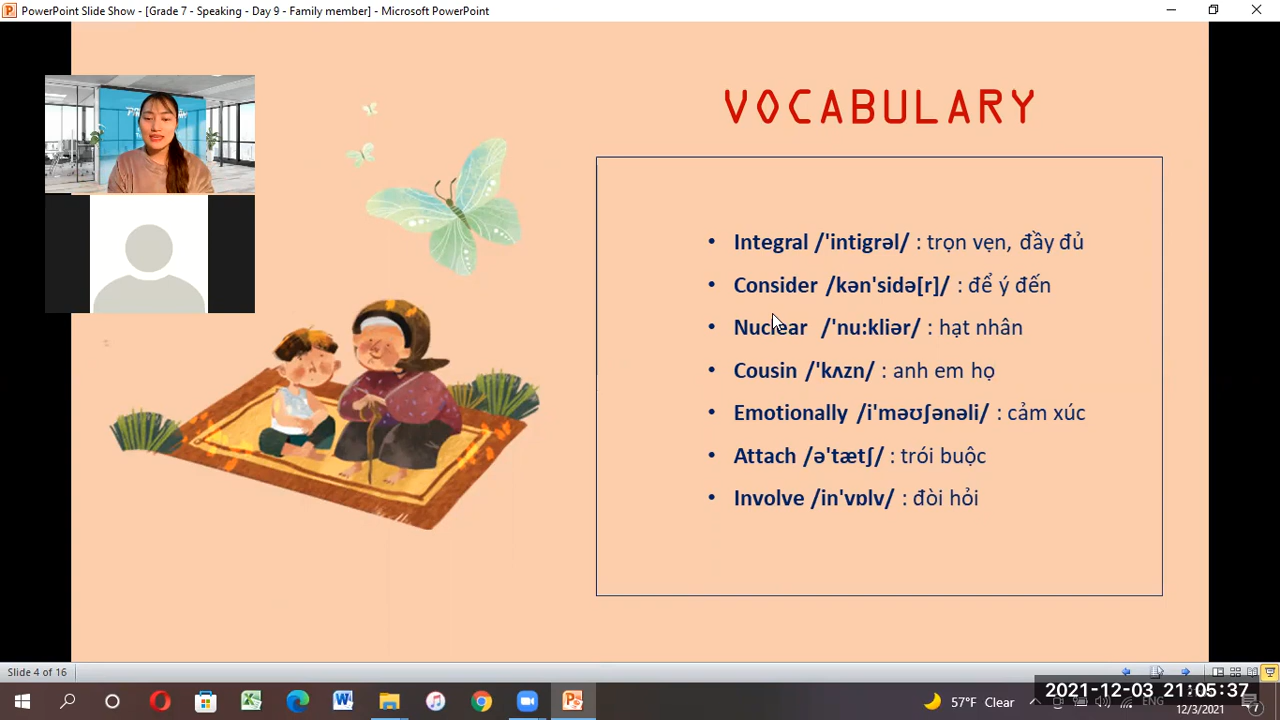 PowerPoint Slide Show - [Grade 7 - Speaking - Day 9 - Family member] - Microsoft PowerPoint
VOCABULARY
• Integral /'intigrəl/ : trọn vẹn, đầy đủ
• Consider /kən'sidə[r]/ : để ý đến
• Nuclear /'nu:kliər/ : hạt nhân
• Cousin /'kʌzn/ : anh em họ
• Emotionally /i'məʊʃənəli/ : cảm xúc
• Attach /ə'tætʃ/ : trói buộc
• Involve /in'vɒlv/ : đòi hỏi
Slide 4 of 16
57°F Clear
ENG
2021-12-03 21:05:37
12/3/2021